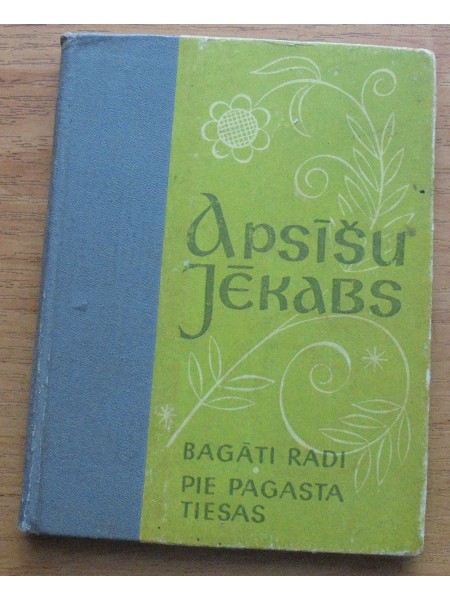 Apsīšu
Jēkabs
BAGĀTI RADI
PIE PAGASTA
TIESAS